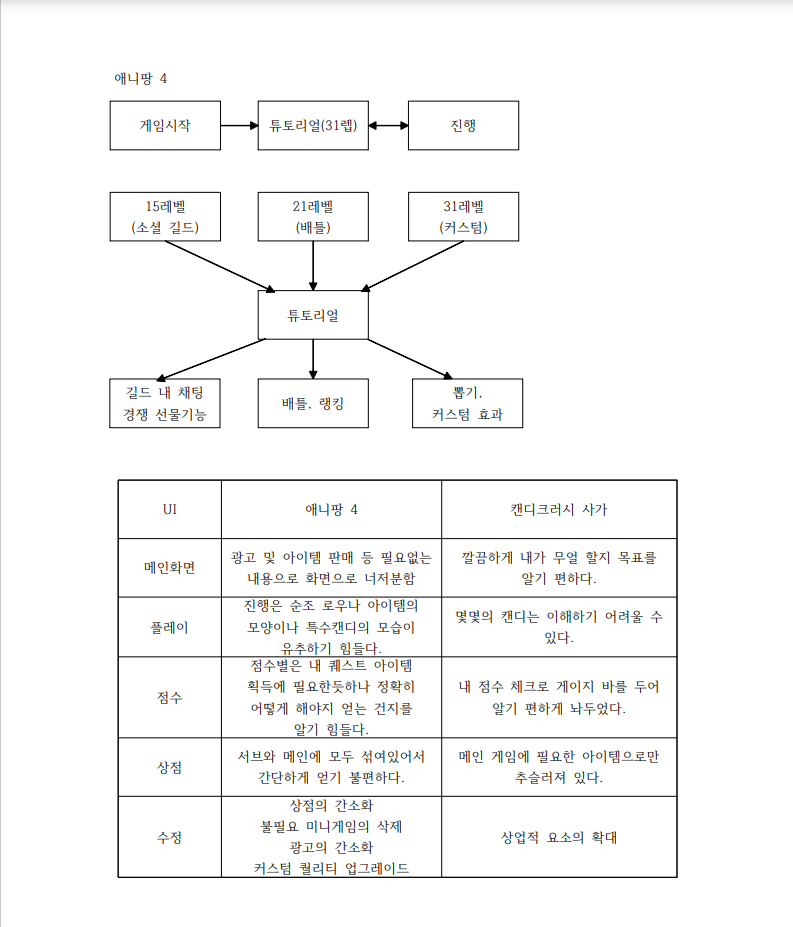 애니팡 4
게임시작
튜토리얼(31렙)
진행
15레벨
(소셜 길드)
21레벨
(배틀)
31레벨
(커스텀)
튜토리얼
길드 내 채팅
경쟁 선물기능
배틀, 랭킹
뽑기,
커스텀 효과
UI
애니팡 4
캔디크러시 사가
메인화면
광고 및 아이템 판매 등 필요없는
내용으로 화면으로 너저분함
깔끔하게 내가 무얼 할지 목표를
알기 편하다.
플레이
진행은 순조 로우나 아이템의
모양이나 특수캔디의 모습이
유추하기 힘들다.
몇몇의 캔디는 이해하기 어려울 수
있다.
점수
점수별은 내 퀘스트 아이템
획득에 필요한듯하나 정확히
어떻게 해야지 얻는 건지를
알기 힘들다.
내 점수 체크로 게이지 바를 두어
알기 편하게 놔두었다.
상점
서브와 메인에 모두 섞여있어서
간단하게 얻기 불편하다.
메인 게임에 필요한 아이템으로만
추슬러져 있다.
수정
상점의 간소화
불필요 미니게임의 삭제
광고의 간소화
커스텀 퀄리티 업그레이드
상업적 요소의 확대